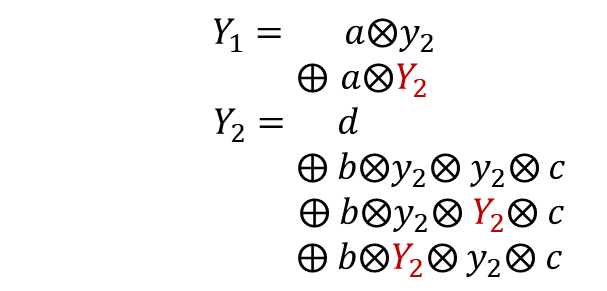 Y₁ = a⊗y₂
⊕ a⊗Y₂
Y₂ = d
⊕ b⊗y₂⊗ y₂⊗ c
⊕ b⊗y₂⊗ Y₂⊗ c
⊕ b⊗Y₂⊗ y₂⊗ c